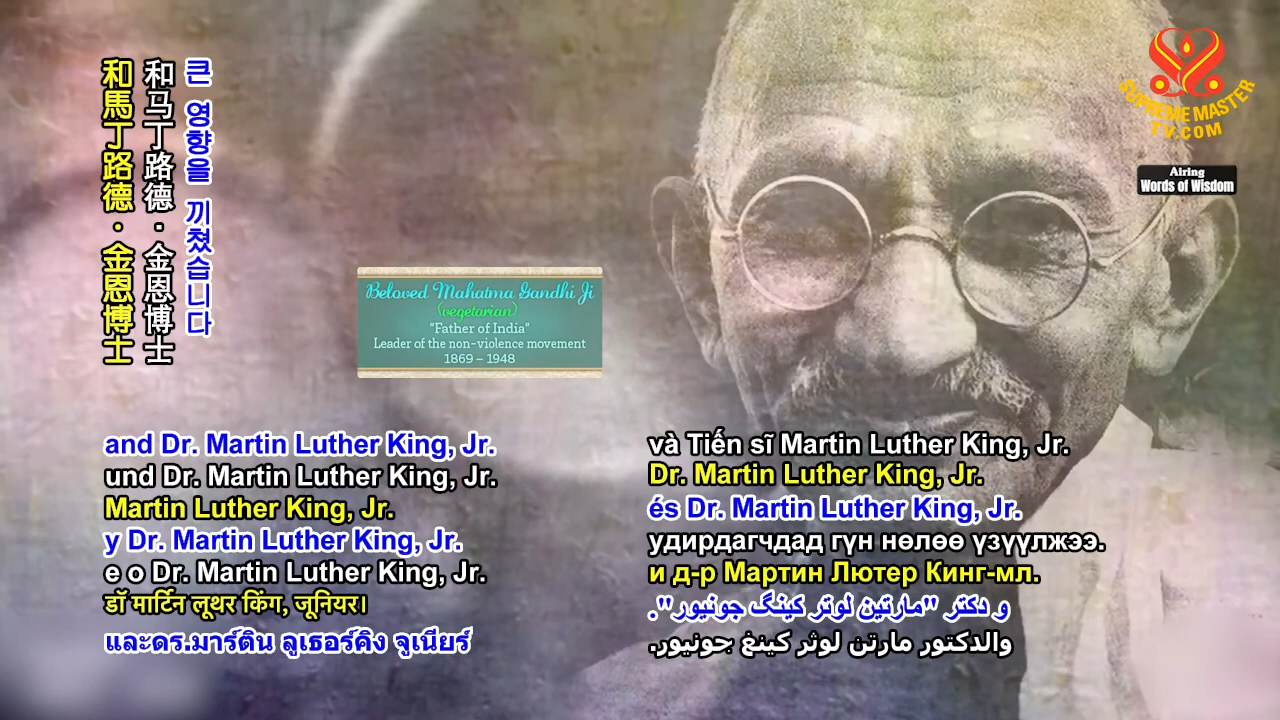 큰 영향을 끼쳤습니다
和马丁路德·金恩博士
和馬丁路德·金恩博士
SUPREME MASTER
TV.COM
Airing
Words of Wisdom
Beloved Mahatma Gandhi Ji
(vegetarian)
"Father of India"
Leader of the non-violence movement
1869 – 1948
and Dr. Martin Luther King, Jr.
und Dr. Martin Luther King, Jr.
Martin Luther King, Jr.
y Dr. Martin Luther King, Jr.
e o Dr. Martin Luther King, Jr.
डॉ मार्टिन लूथर किंग, जूनियर।
และดร.มาร์ติน ลูเธอร์คิง จูเนียร์
và Tiến sĩ Martin Luther King, Jr.
Dr. Martin Luther King, Jr.
és Dr. Martin Luther King, Jr.
удирдагчдад гүн нөлөө үзүүлжээ.
и д-р Мартин Лютер Кинг-мл.
و دکتر "مارتین لوتر کینگ جونیور".
والدكتور مارتن لوثر كينغ جونيور.